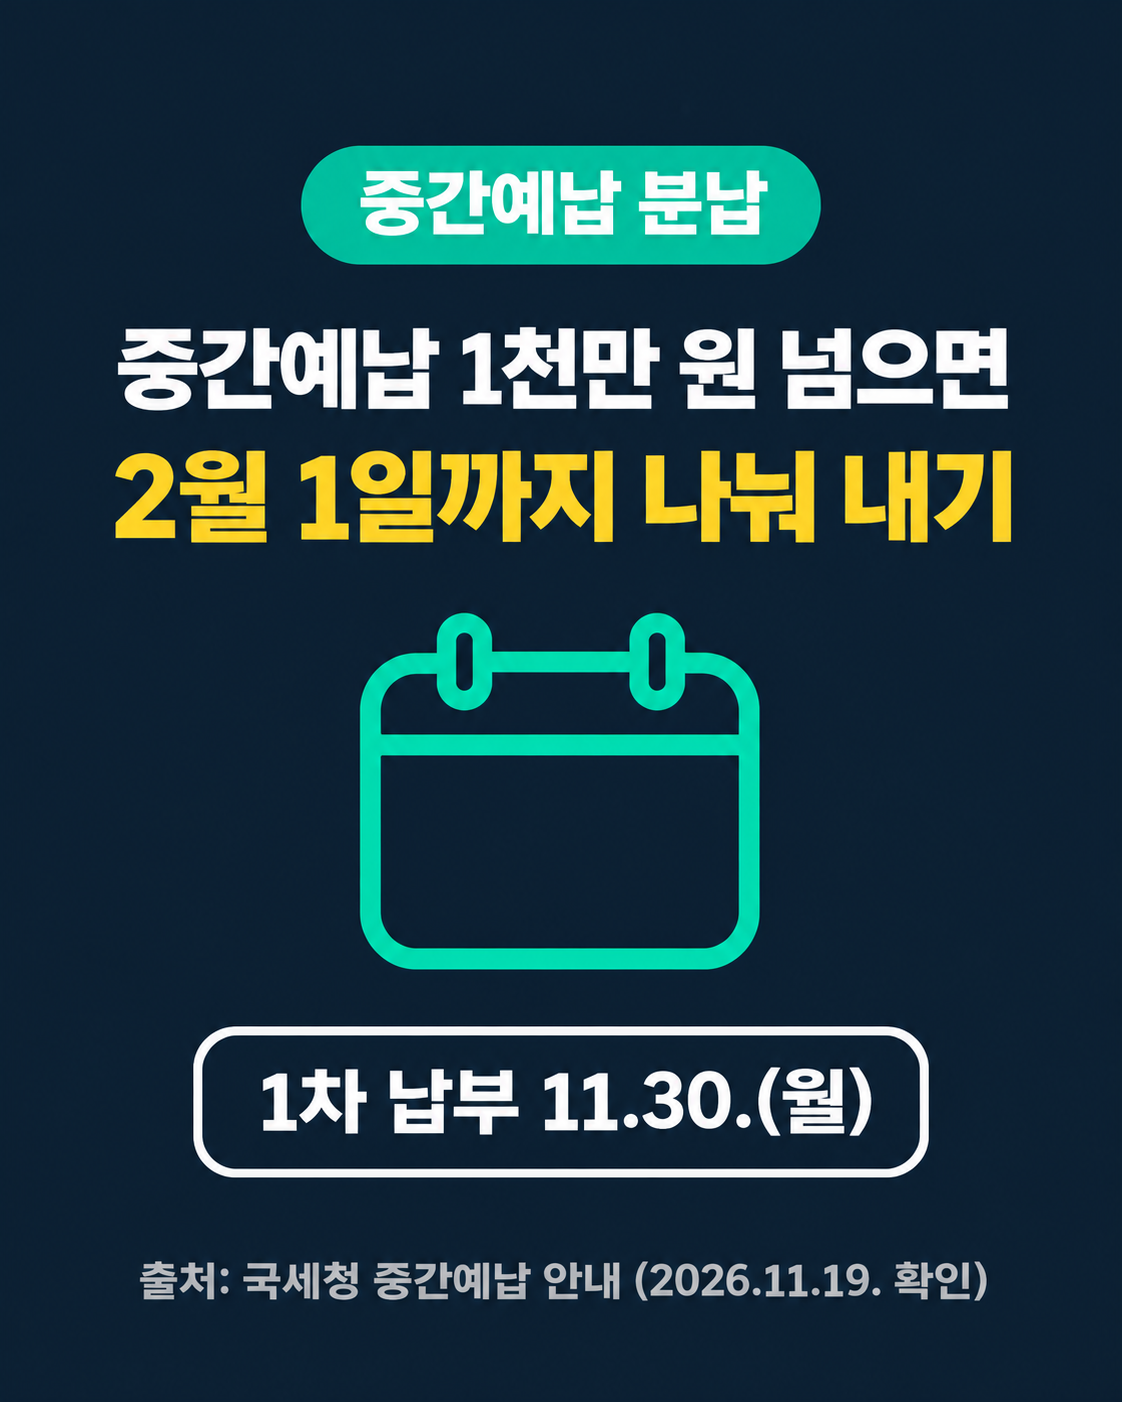 중간예납 분납
중간예납 1천만 원 넘으면
2월 1일까지 나눠 내기
1차 납부 11.30.(월)
출처: 국세청 중간예납 안내 (2026.11.19. 확인)